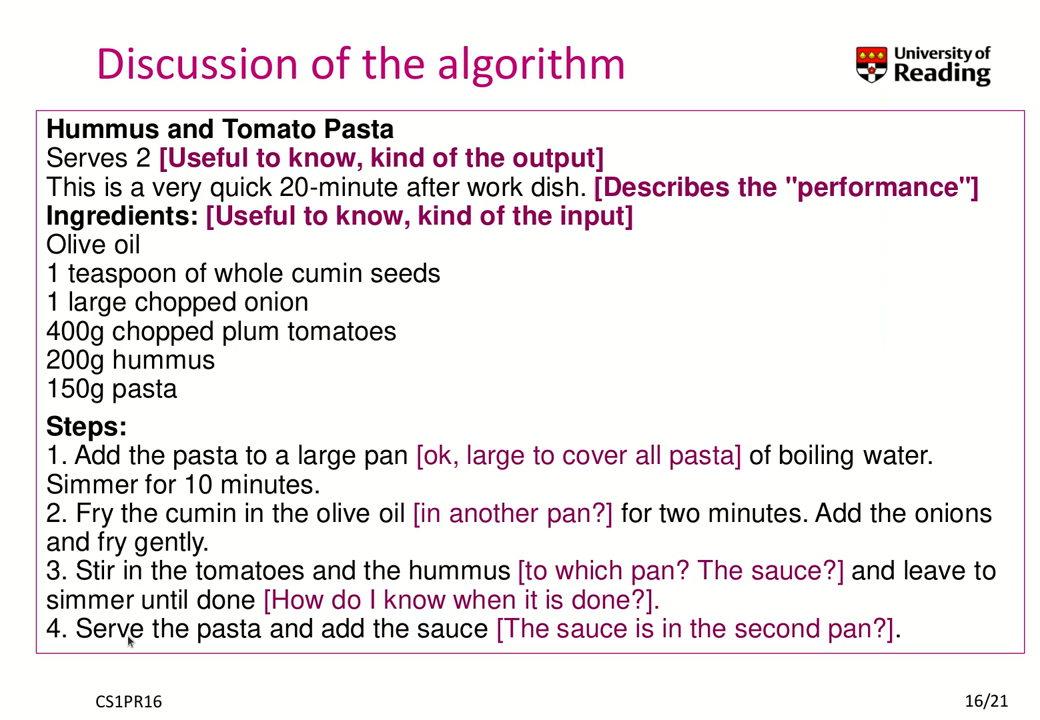 Discussion of the algorithm
University of
Reading
Hummus and Tomato Pasta
Serves 2 [Useful to know, kind of the output]
This is a very quick 20-minute after work dish. [Describes the "performance"]
Ingredients: [Useful to know, kind of the input]
Olive oil
1 teaspoon of whole cumin seeds
1 large chopped onion
400g chopped plum tomatoes
200g hummus
150g pasta
Steps:
1. Add the pasta to a large pan [ok, large to cover all pasta] of boiling water.
Simmer for 10 minutes.
2. Fry the cumin in the olive oil [in another pan?] for two minutes. Add the onions
and fry gently.
3. Stir in the tomatoes and the hummus [to which pan? The sauce?] and leave to
simmer until done [How do I know when it is done?].
4. Serve the pasta and add the sauce [The sauce is in the second pan?].
CS1PR16
16/21